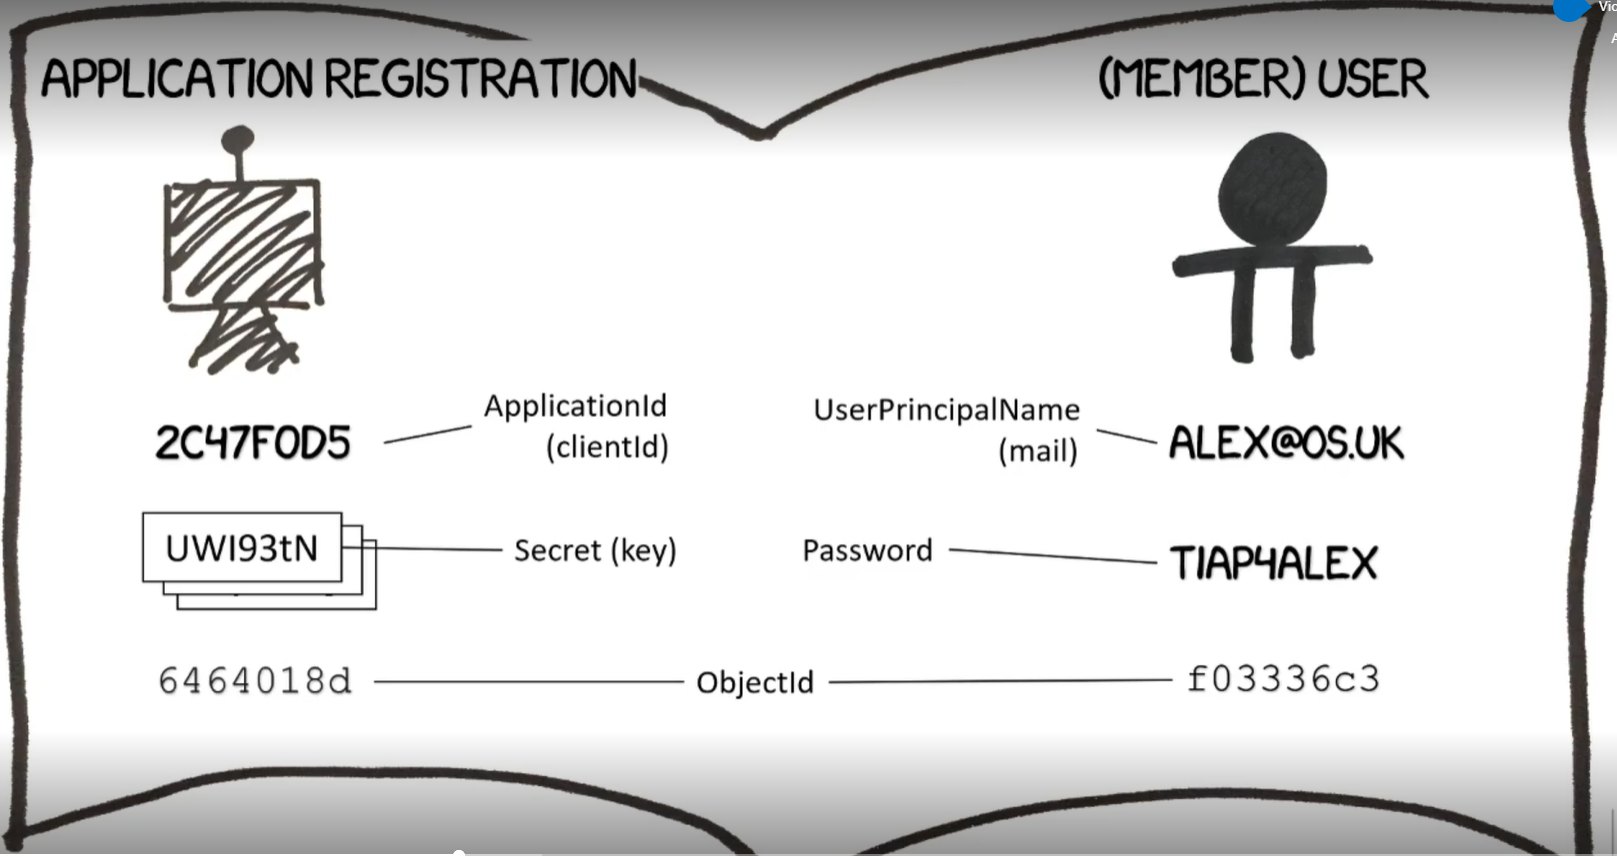 APPLICATION REGISTRATION
(MEMBER) USER
ApplicationId
(clientId)
2C47F0D5
UserPrincipalName
(mail)
ALEX@OS.UK
UWI93tN
Secret (key)
Password
TIAP4ALEX
6464018d
ObjectId
f03336c3